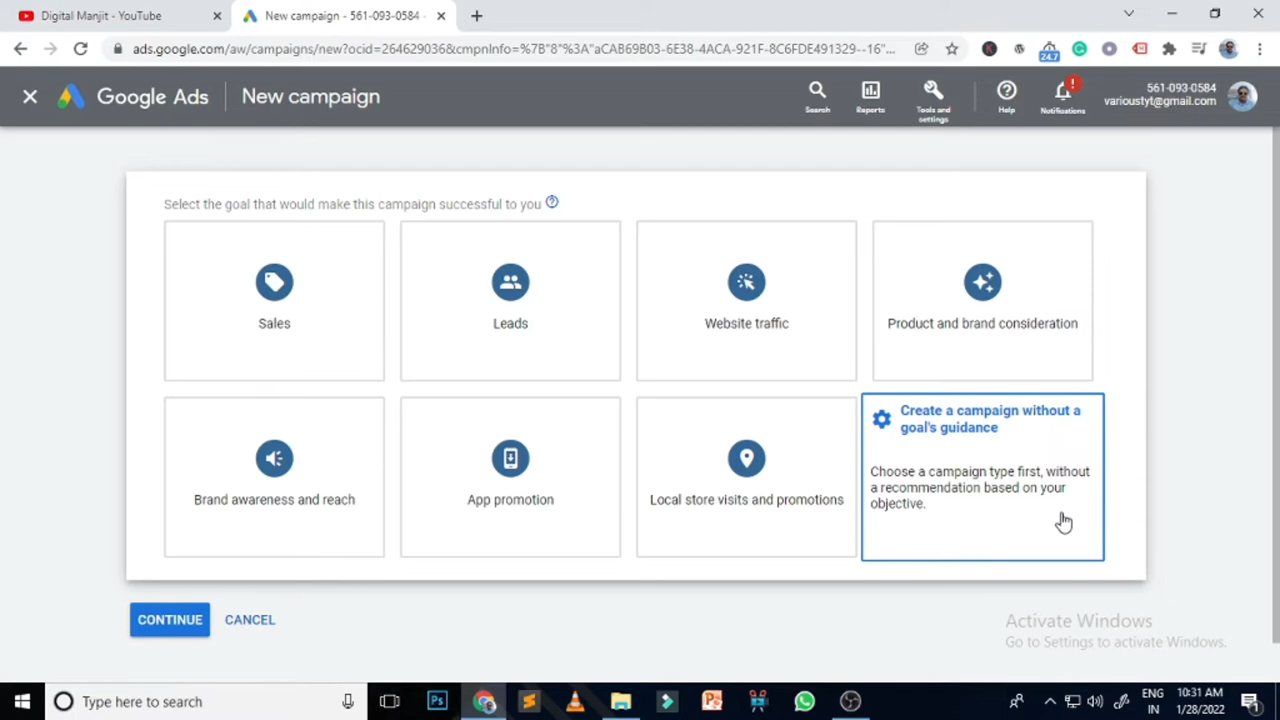 Digital Manjit - YouTube
New campaign - 561-093-0584 -
ads.google.com/aw/campaigns/new?ocid=264629036&cmpnInfo=%7B"8"%3A"aCAB69B03-6E38-4ACA-921F-8C6FDE491329--16"...
24.7
Google Ads
New campaign
Search
Reports
Tools and
settings
Help
!
Notifications
561-093-0584
varioustyt@gmail.com
Select the goal that would make this campaign successful to you
Sales
Leads
Website traffic
Product and brand consideration
Brand awareness and reach
App promotion
Local store visits and promotions
Create a campaign without a
goal's guidance
Choose a campaign type first, without
a recommendation based on your
objective.
CONTINUE
CANCEL
Activate Windows
Go to Settings to activate Windows.
Type here to search
Ps
ENG
IN
10:31 AM
1/28/2022
1